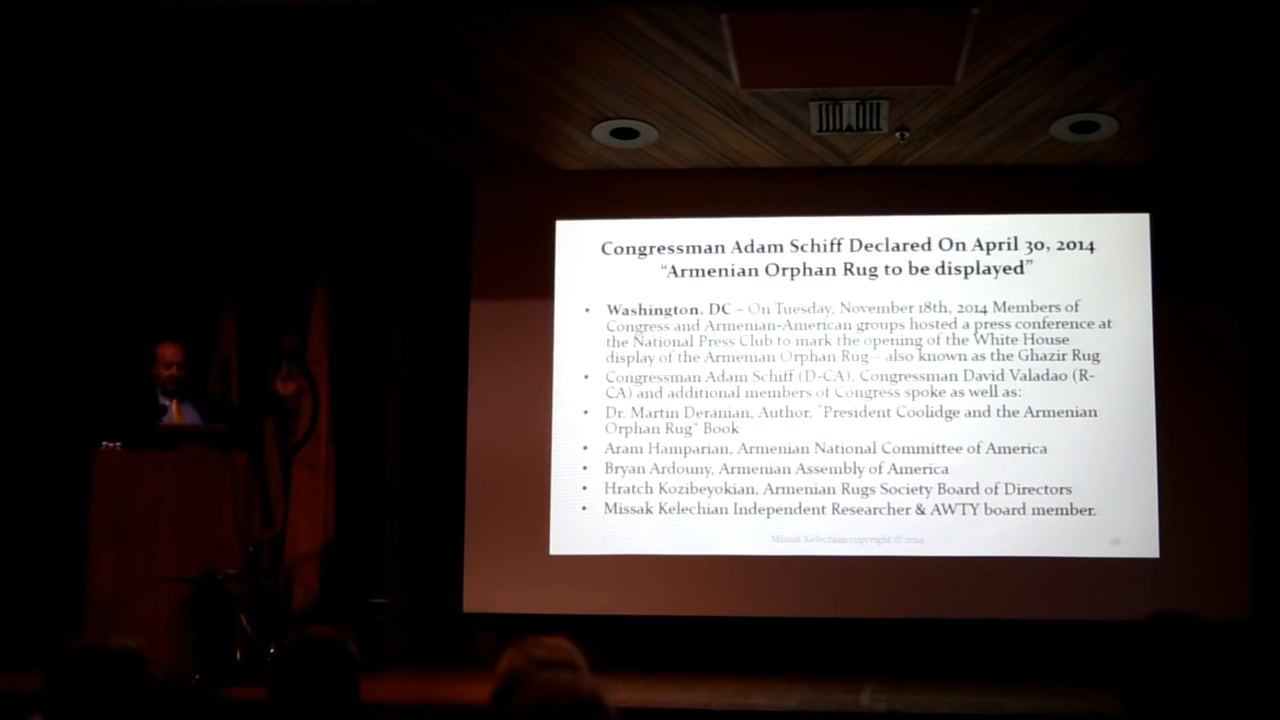 Congressman Adam Schiff Declared On April 30, 2014
“Armenian Orphan Rug to be displayed”
• Washington, DC – On Tuesday, November 18th, 2014 Members of
Congress and Armenian-American groups hosted a press conference at
the National Press Club to mark the opening of the White House
display of the Armenian Orphan Rug – also known as the Ghazir Rug
• Congressman Adam Schiff (D-CA), Congressman David Valadao (R-
CA) and additional members of Congress spoke as well as:
• Dr. Martin Deranian, Author, "President Coolidge and the Armenian
Orphan Rug" Book
• Aram Hamparian, Armenian National Committee of America
• Bryan Ardouny, Armenian Assembly of America
• Hratch Kozibeyokian, Armenian Rugs Society Board of Directors
• Missak Kelechian Independent Researcher & AWTY board member.
Missak Kelechian copyright © 2014